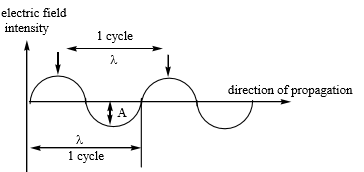 electric field
intensity
1 cycle
λ
direction of propagation
A
λ
1 cycle